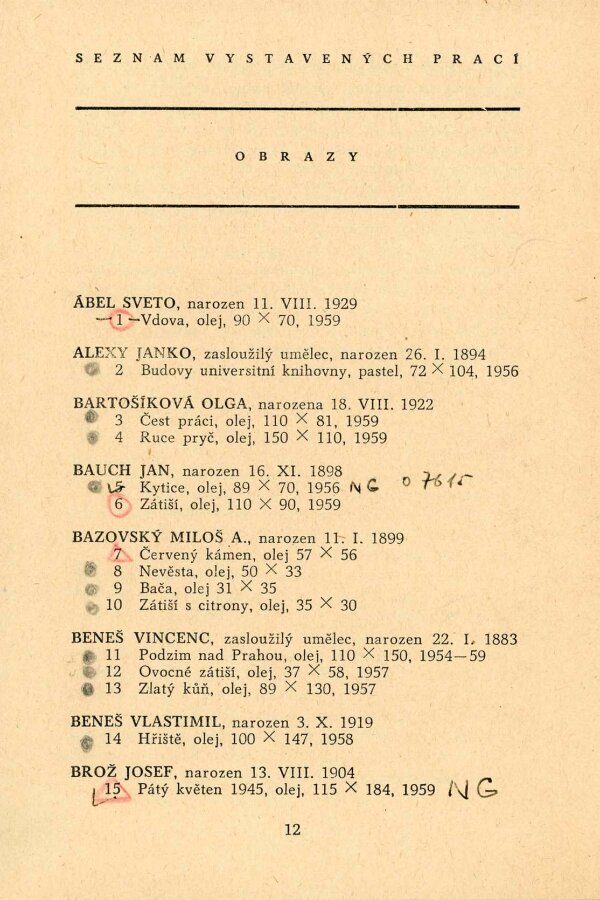 SEZNAM VYSTAVENÝCH PRACÍ
OBRAZY
ÁBEL SVETO, narozen 11. VIII. 1929
1 Vdova, olej, 90 × 70, 1959
ALEXY JANKO, zasloužilý umělec, narozen 26. I. 1894
2 Budovy universitní knihovny, pastel, 72 × 104, 1956
BARTOŠÍKOVÁ OLGA, narozena 18. VIII. 1922
3 Čest práci, olej, 110 × 81, 1959
4 Ruce pryč, olej, 150 × 110, 1959
BAUCH JAN, narozen 16. XI. 1898
5 Kytice, olej, 89 × 70, 1956 NG 07615
6 Zátiší, olej, 110 × 90, 1959
BAZOVSKÝ MILOŠ A., narozen 11. I. 1899
7 Červený kámen, olej 57 × 56
8 Nevěsta, olej, 50 × 33
9 Bača, olej 31 × 35
10 Zátiší s citrony, olej, 35 × 30
BENEŠ VINCENC, zasloužilý umělec, narozen 22. I. 1883
11 Podzim nad Prahou, olej, 110 × 150, 1954—59
12 Ovocné zátiší, olej, 37 × 58, 1957
13 Zlatý kůň, olej, 89 × 130, 1957
BENEŠ VLASTIMIL, narozen 3. X. 1919
14 Hřiště, olej, 100 × 147, 1958
BROŽ JOSEF, narozen 13. VIII. 1904
15 Pátý květen 1945, olej, 115 × 184, 1959 NG
12